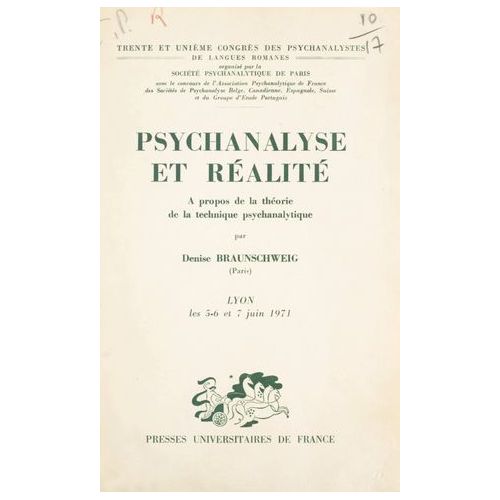 P. R
10
17
TRENTE ET UNIÈME CONGRÈS DES PSYCHANALYSTES
DE LANGUES ROMANES
organisé par la
SOCIÉTÉ PSYCHANALYTIQUE DE PARIS
avec le concours de l'Association Psychanalytique de France
des Sociétés de Psychanalyse Belge, Canadienne, Espagnole, Suisse
et du Groupe d'Etude Portugais
PSYCHANALYSE
ET RÉALITÉ
A propos de la théorie
de la technique psychanalytique
par
Denise BRAUNSCHWEIG
(Paris)
LYON
les 5-6 et 7 juin 1971
PRESSES UNIVERSITAIRES DE FRANCE